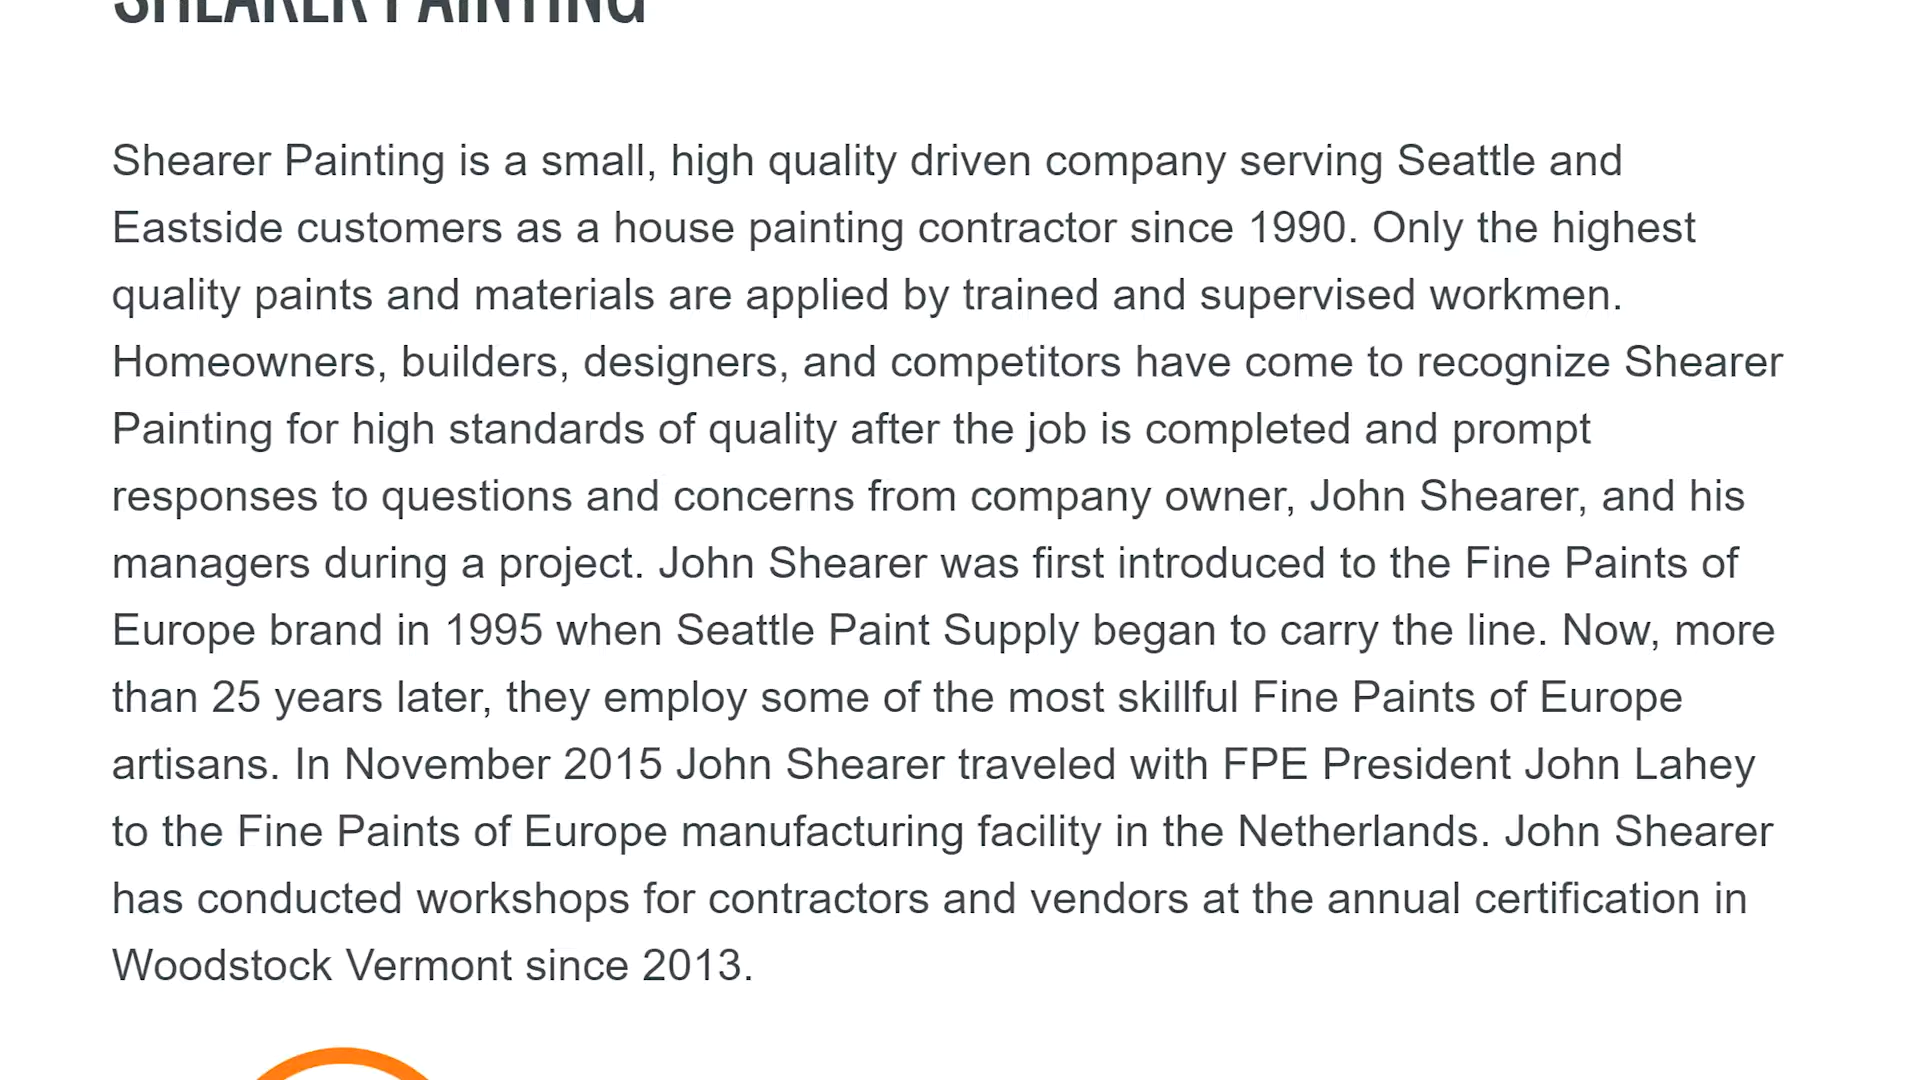 SHEARER PAINTING
Shearer Painting is a small, high quality driven company serving Seattle and
Eastside customers as a house painting contractor since 1990. Only the highest
quality paints and materials are applied by trained and supervised workmen.
Homeowners, builders, designers, and competitors have come to recognize Shearer
Painting for high standards of quality after the job is completed and prompt
responses to questions and concerns from company owner, John Shearer, and his
managers during a project. John Shearer was first introduced to the Fine Paints of
Europe brand in 1995 when Seattle Paint Supply began to carry the line. Now, more
than 25 years later, they employ some of the most skillful Fine Paints of Europe
artisans. In November 2015 John Shearer traveled with FPE President John Lahey
to the Fine Paints of Europe manufacturing facility in the Netherlands. John Shearer
has conducted workshops for contractors and vendors at the annual certification in
Woodstock Vermont since 2013.